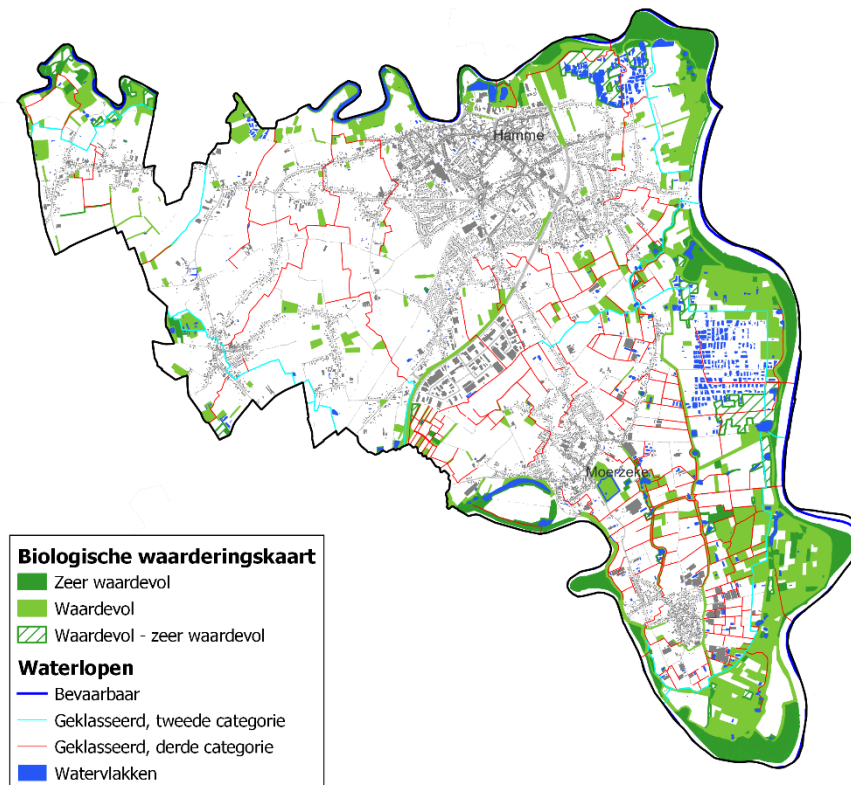 Hamme
Moerzeke
Biologische waarderingskaart
Zeer waardevol
Waardevol
Waardevol - zeer waardevol
Waterlopen
Bevaarbaar
Geklasseerd, tweede categorie
Geklasseerd, derde categorie
Watervlakken